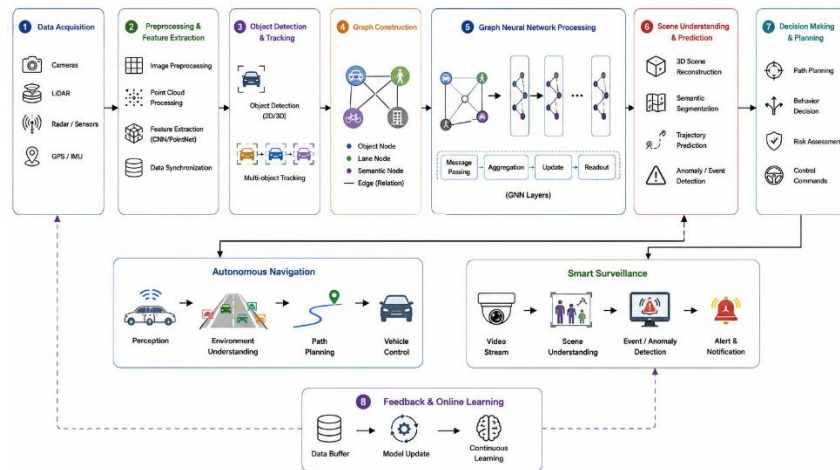 1 Data Acquisition
Cameras
LiDAR
Radar / Sensors
GPS / IMU
2 Preprocessing &
Feature Extraction
Image Preprocessing
Point Cloud
Processing
Feature Extraction
(CNN/PointNet)
Data Synchronization
3 Object Detection
& Tracking
Object Detection
(2D/3D)
Multi-object Tracking
4 Graph Construction
Object Node
Lane Node
Semantic Node
Edge (Relation)
5 Graph Neural Network Processing
...
Message
Passing
Aggregation
Update
Readout
(GNN Layers)
6 Scene Understanding
& Prediction
3D Scene
Reconstruction
Semantic
Segmentation
Trajectory
Prediction
Anomaly / Event
Detection
7 Decision Making
& Planning
Path Planning
Behavior
Decision
Risk Assessment
Control
Commands
Autonomous Navigation
Perception
Environment
Understanding
Path
Planning
Vehicle
Control
Smart Surveillance
Video
Stream
Scene
Understanding
Event / Anomaly
Detection
Alert &
Notification
8 Feedback & Online Learning
Data Buffer
Model Update
Continuous
Learning